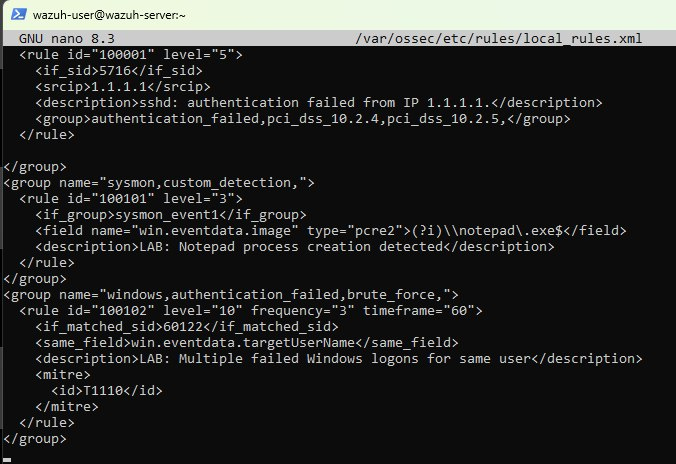 wazuh-user@wazuh-server:~
GNU nano 8.3 /var/ossec/etc/rules/local_rules.xml
<rule id="100001" level="5">
<if_sid>5716</if_sid>
<srcip>1.1.1.1</srcip>
<description>sshd: authentication failed from IP 1.1.1.1.</description>
<group>authentication_failed,pci_dss_10.2.4,pci_dss_10.2.5,</group>
</rule>
</group>
<group name="sysmon,custom_detection,">
<rule id="100101" level="3">
<if_group>sysmon_event1</if_group>
<field name="win.eventdata.image" type="pcre2">(?i)\\notepad\.exe$</field>
<description>LAB: Notepad process creation detected</description>
</rule>
</group>
<group name="windows,authentication_failed,brute_force,">
<rule id="100102" level="10" frequency="3" timeframe="60">
<if_matched_sid>60122</if_matched_sid>
<same_field>win.eventdata.targetUserName</same_field>
<description>LAB: Multiple failed Windows logons for same user</description>
<mitre>
<id>T1110</id>
</mitre>
</rule>
</group>